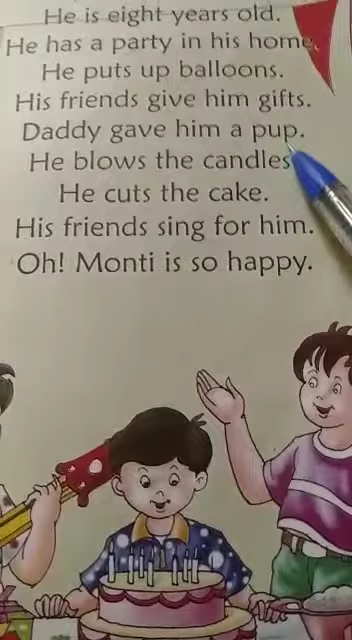 He is eight years old.
He has a party in his home.
He puts up balloons.
His friends give him gifts.
Daddy gave him a pup.
He blows the candles
He cuts the cake.
His friends sing for him.
Oh! Monti is so happy.